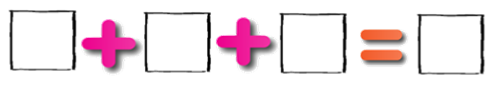 + + =